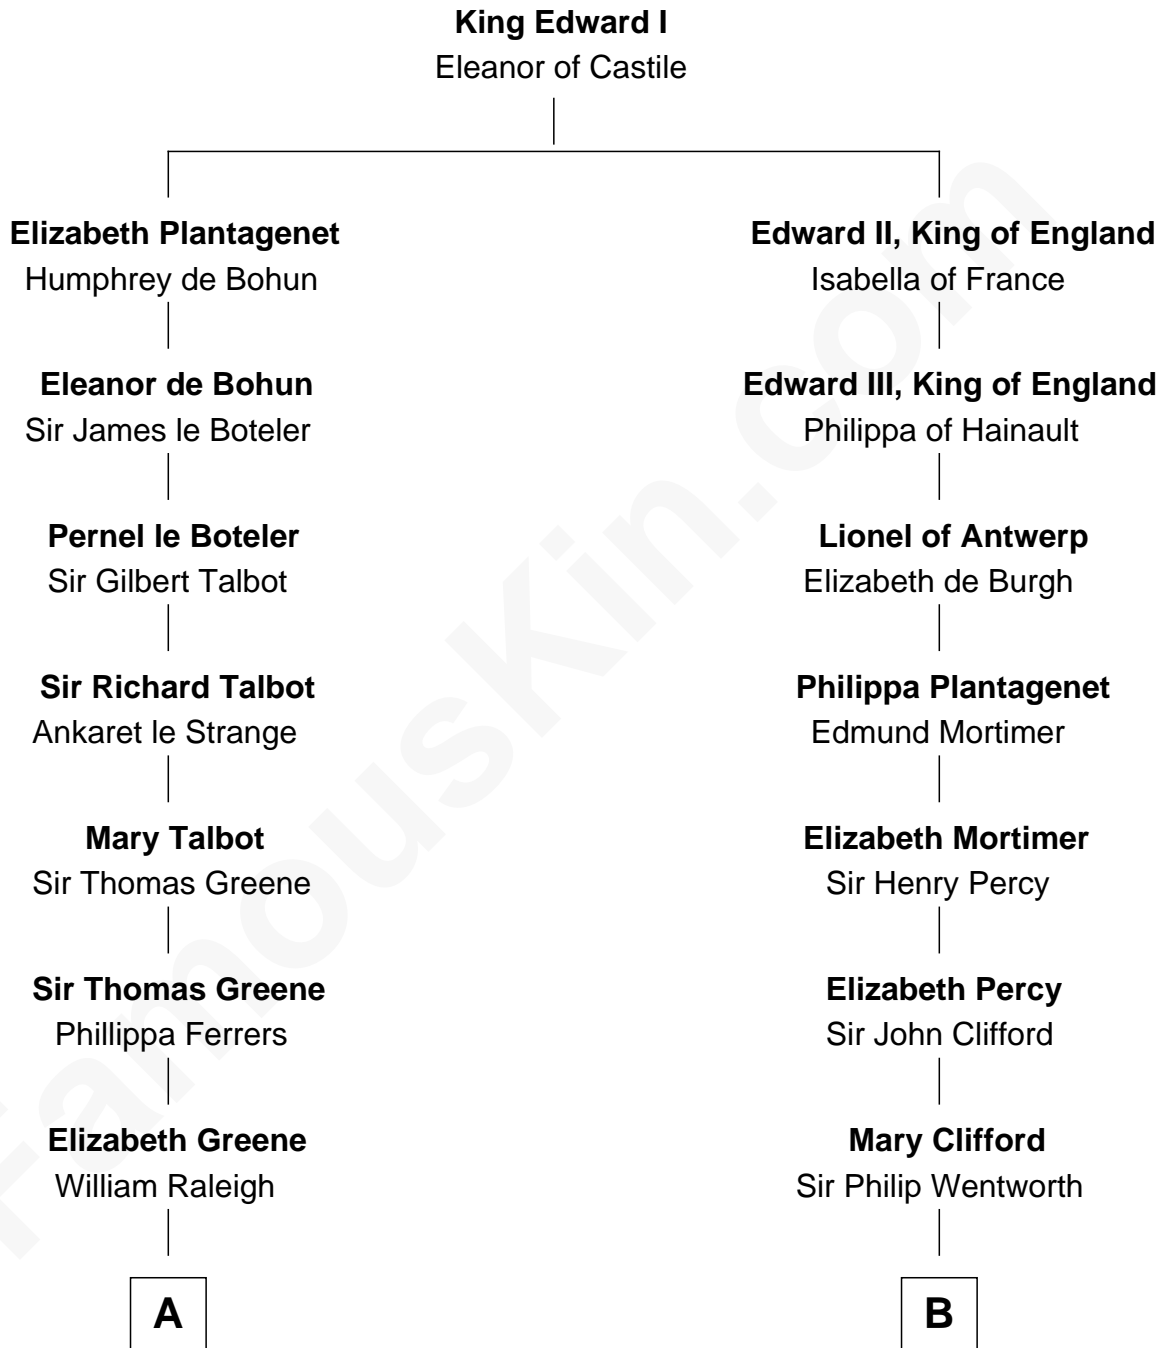 King Edward I
Eleanor of Castile
Elizabeth Plantagenet
Humphrey de Bohun
Edward II, King of England
Isabella of France
Eleanor de Bohun
Sir James le Boteler
Edward III, King of England
Philippa of Hainault
Pernel le Boteler
Sir Gilbert Talbot
Lionel of Antwerp
Elizabeth de Burgh
Sir Richard Talbot
Ankaret le Strange
Philippa Plantagenet
Edmund Mortimer
Mary Talbot
Sir Thomas Greene
Elizabeth Mortimer
Sir Henry Percy
Sir Thomas Greene
Phillippa Ferrers
Elizabeth Percy
Sir John Clifford
Elizabeth Greene
William Raleigh
Mary Clifford
Sir Philip Wentworth
A
B
FamousKin.com